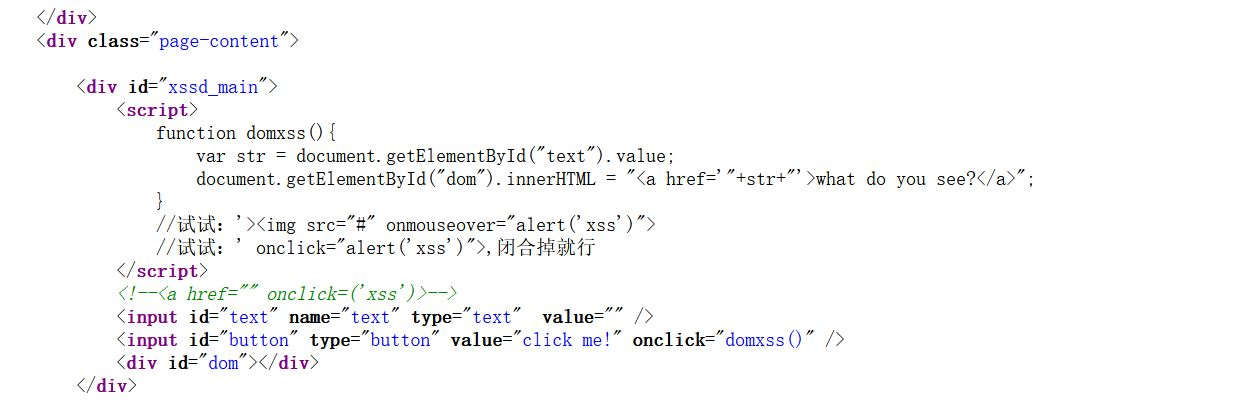 </div>
<div class="page-content">
<div id="xssd_main">
<script>
function domxss(){
var str = document.getElementById("text").value;
document.getElementById("dom").innerHTML = "<a href='"+str+"'>what do you see?</a>";
}
//试试：'><img src="#" onmouseover="alert('xss')">
//试试：' onclick="alert('xss')">,闭合掉就行
</script>
<!--<a href="" onclick=('xss')>-->
<input id="text" name="text" type="text"  value="" />
<input id="button" type="button" value="click me!" onclick="domxss()" />
<div id="dom"></div>
</div>